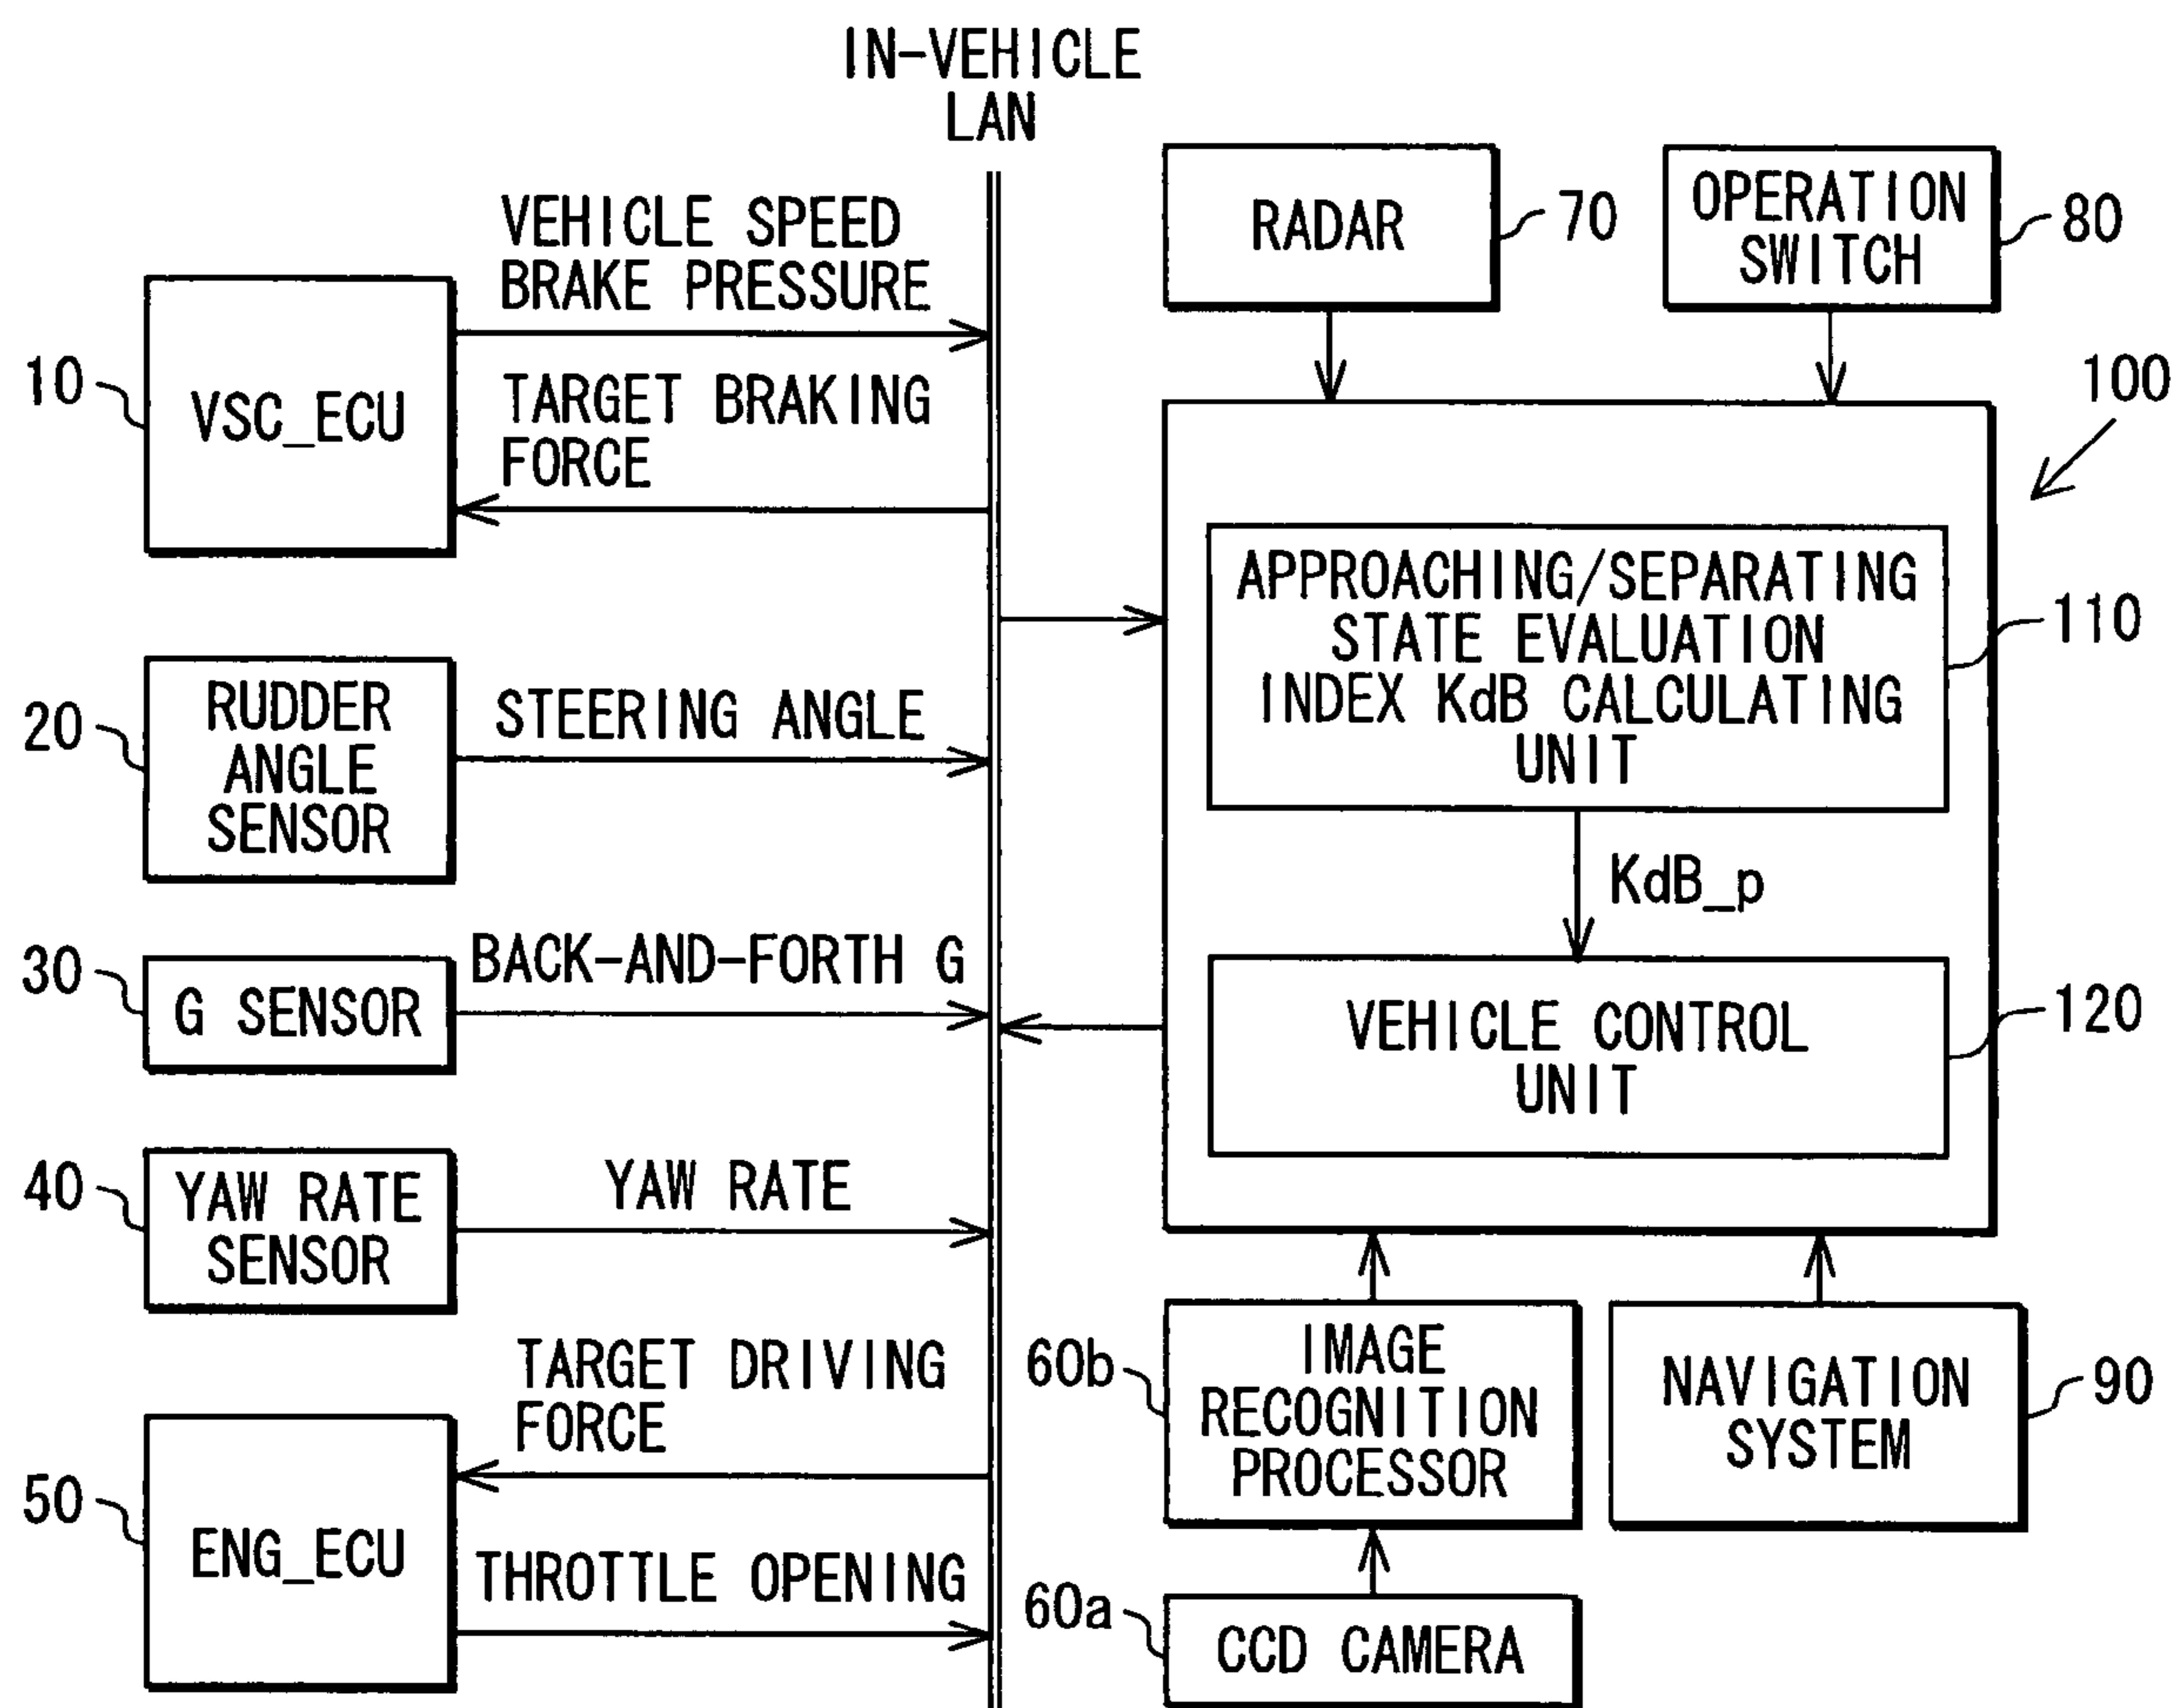 IN-VEHICLE
LAN
VEHICLE SPEED
BRAKE PRESSURE
10
VSC_ECU
TARGET BRAKING
FORCE
20
RUDDER
ANGLE
SENSOR
STEERING ANGLE
30
G SENSOR
BACK-AND-FORTH G
40
YAW RATE
SENSOR
YAW RATE
TARGET DRIVING
FORCE
50
ENG_ECU
THROTTLE OPENING
RADAR
70
OPERATION
SWITCH
80
100
APPROACHING/SEPARATING
STATE EVALUATION
INDEX KdB CALCULATING
UNIT
110
KdB_p
VEHICLE CONTROL
UNIT
120
60b
IMAGE
RECOGNITION
PROCESSOR
NAVIGATION
SYSTEM
90
60a
CCD CAMERA